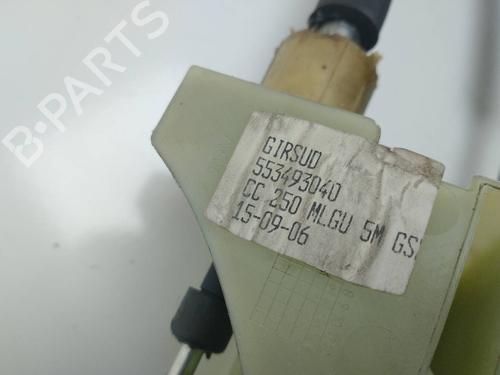 B-PARTS
GIRSUD
553493040
CC 250 MLGU 5M GS
15-09-06